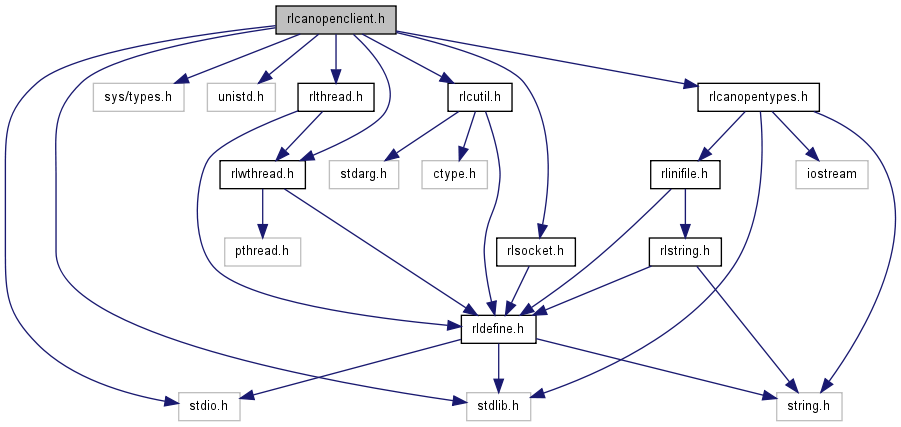 rlcanopenclient.h
sys/types.h
unistd.h
rlthread.h
rlcutil.h
rlcanopentypes.h
rlwthread.h
stdarg.h
ctype.h
rlinifile.h
iostream
pthread.h
rlsocket.h
rlstring.h
rldefine.h
stdio.h
stdlib.h
string.h